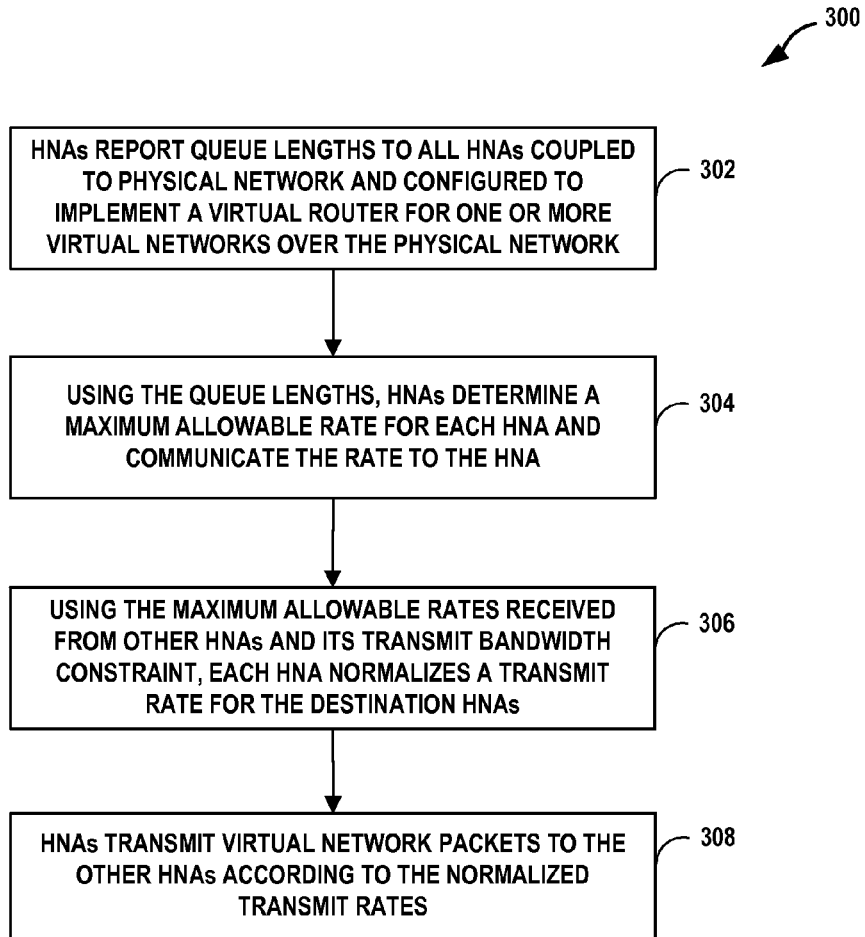 300
HNAs REPORT QUEUE LENGTHS TO ALL HNAs COUPLED
TO PHYSICAL NETWORK AND CONFIGURED TO
IMPLEMENT A VIRTUAL ROUTER FOR ONE OR MORE
VIRTUAL NETWORKS OVER THE PHYSICAL NETWORK
302
USING THE QUEUE LENGTHS, HNAs DETERMINE A
MAXIMUM ALLOWABLE RATE FOR EACH HNA AND
COMMUNICATE THE RATE TO THE HNA
304
USING THE MAXIMUM ALLOWABLE RATES RECEIVED
FROM OTHER HNAs AND ITS TRANSMIT BANDWIDTH
CONSTRAINT, EACH HNA NORMALIZES A TRANSMIT
RATE FOR THE DESTINATION HNAs
306
HNAs TRANSMIT VIRTUAL NETWORK PACKETS TO THE
OTHER HNAs ACCORDING TO THE NORMALIZED
TRANSMIT RATES
308